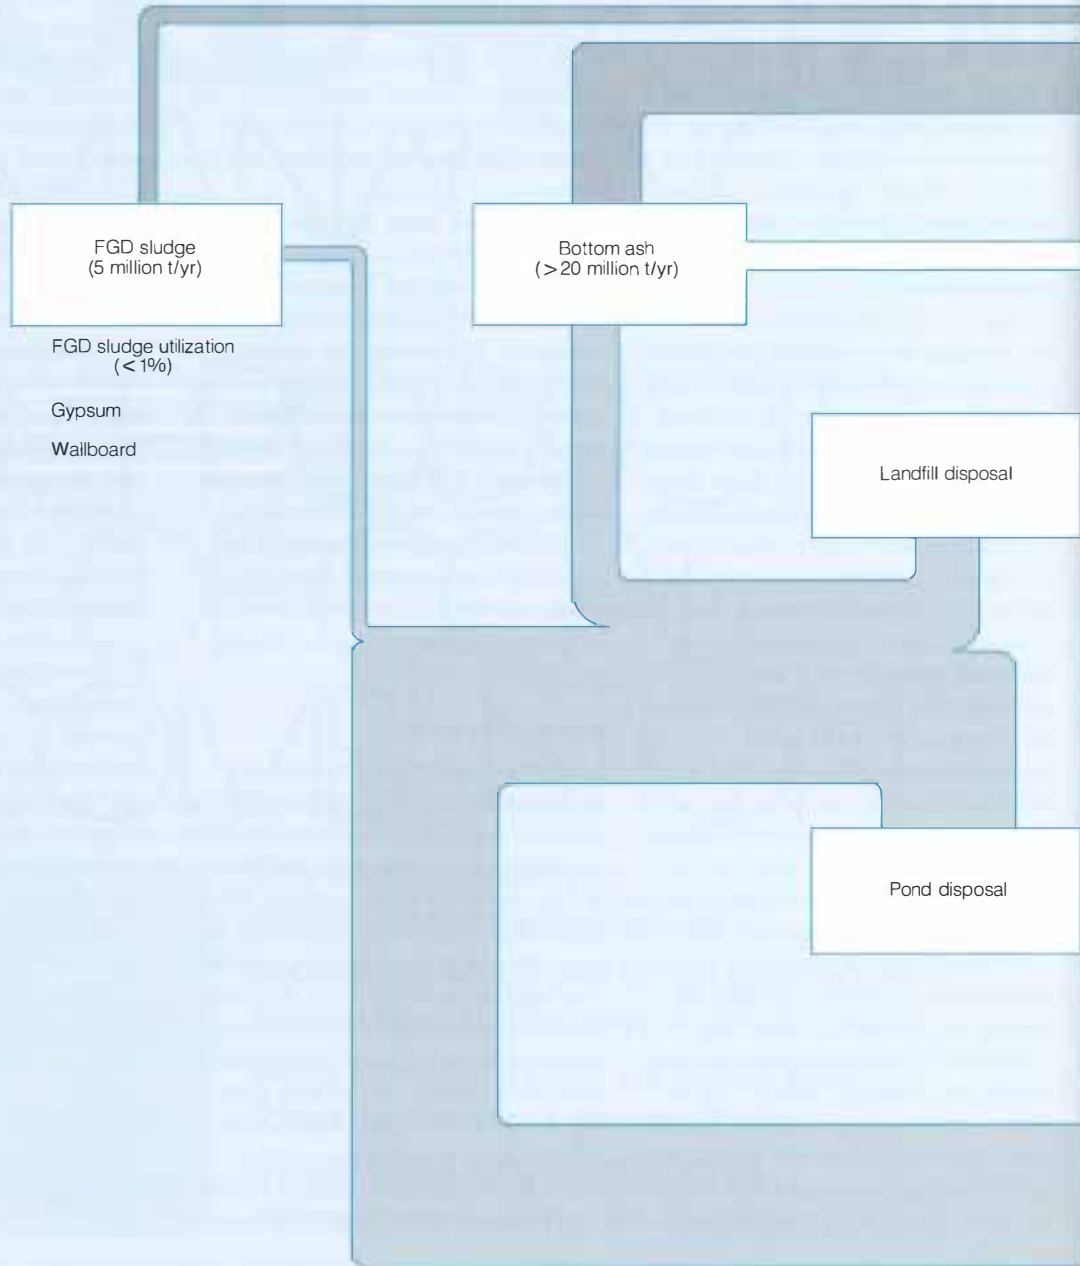 FGD sludge
(5 million t/yr)
FGD sludge utilization
(< 1%)
Gypsum
Wallboard
Bottom ash
(>20 million t/yr)
Landfill disposal
Pond disposal